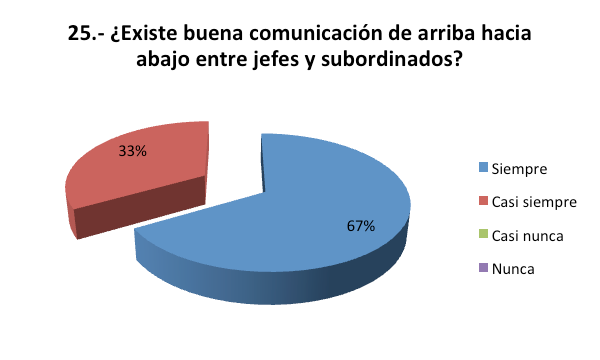 25.- ¿Existe buena comunicación de arriba hacia
abajo entre jefes y subordinados?
33%
67%
Siempre
Casi siempre
Casi nunca
Nunca